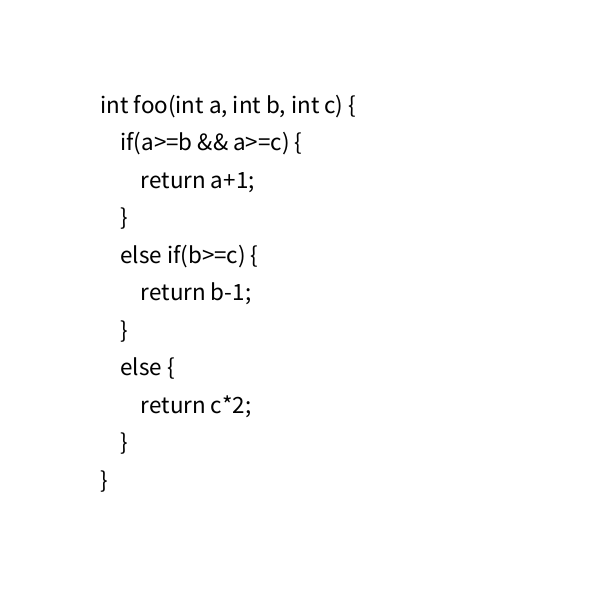 int foo(int a, int b, int c) {
    if(a>=b && a>=c) {
        return a+1;
    }
    else if(b>=c) {
        return b-1;
    }
    else {
        return c*2;
    }
}